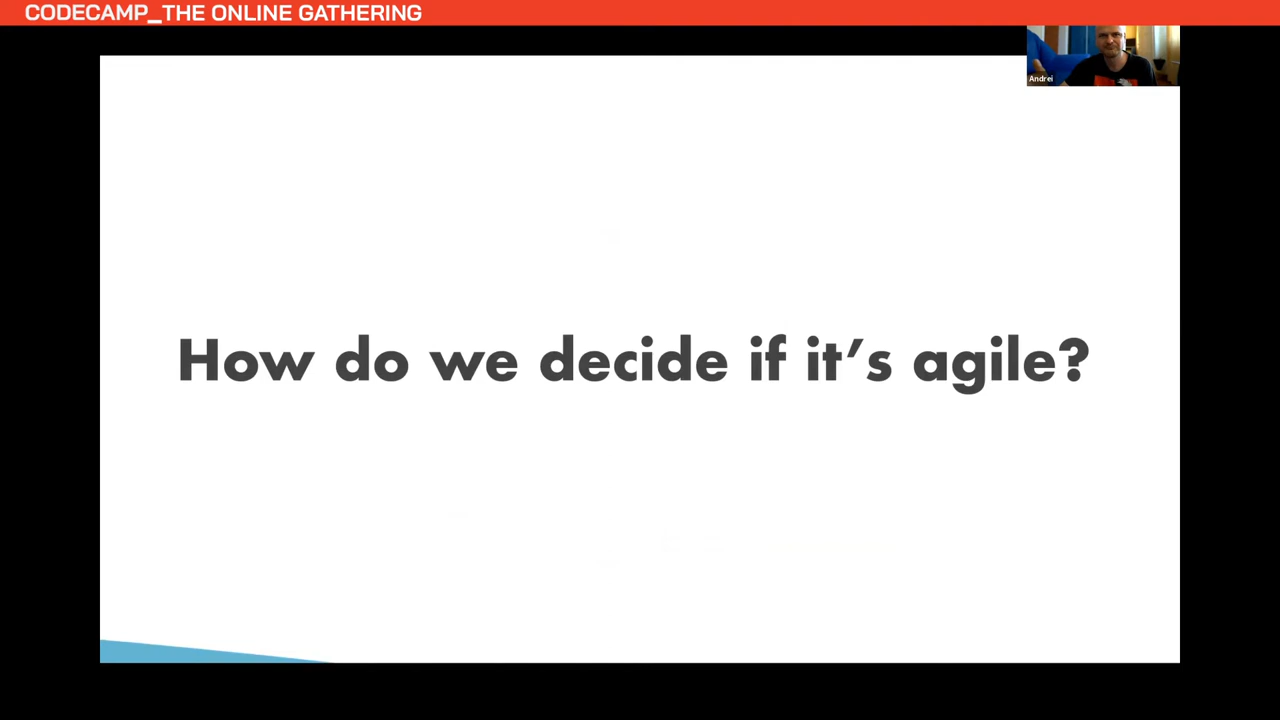 CODECAMP_THE ONLINE GATHERING
Andrei
How do we decide if it’s agile?